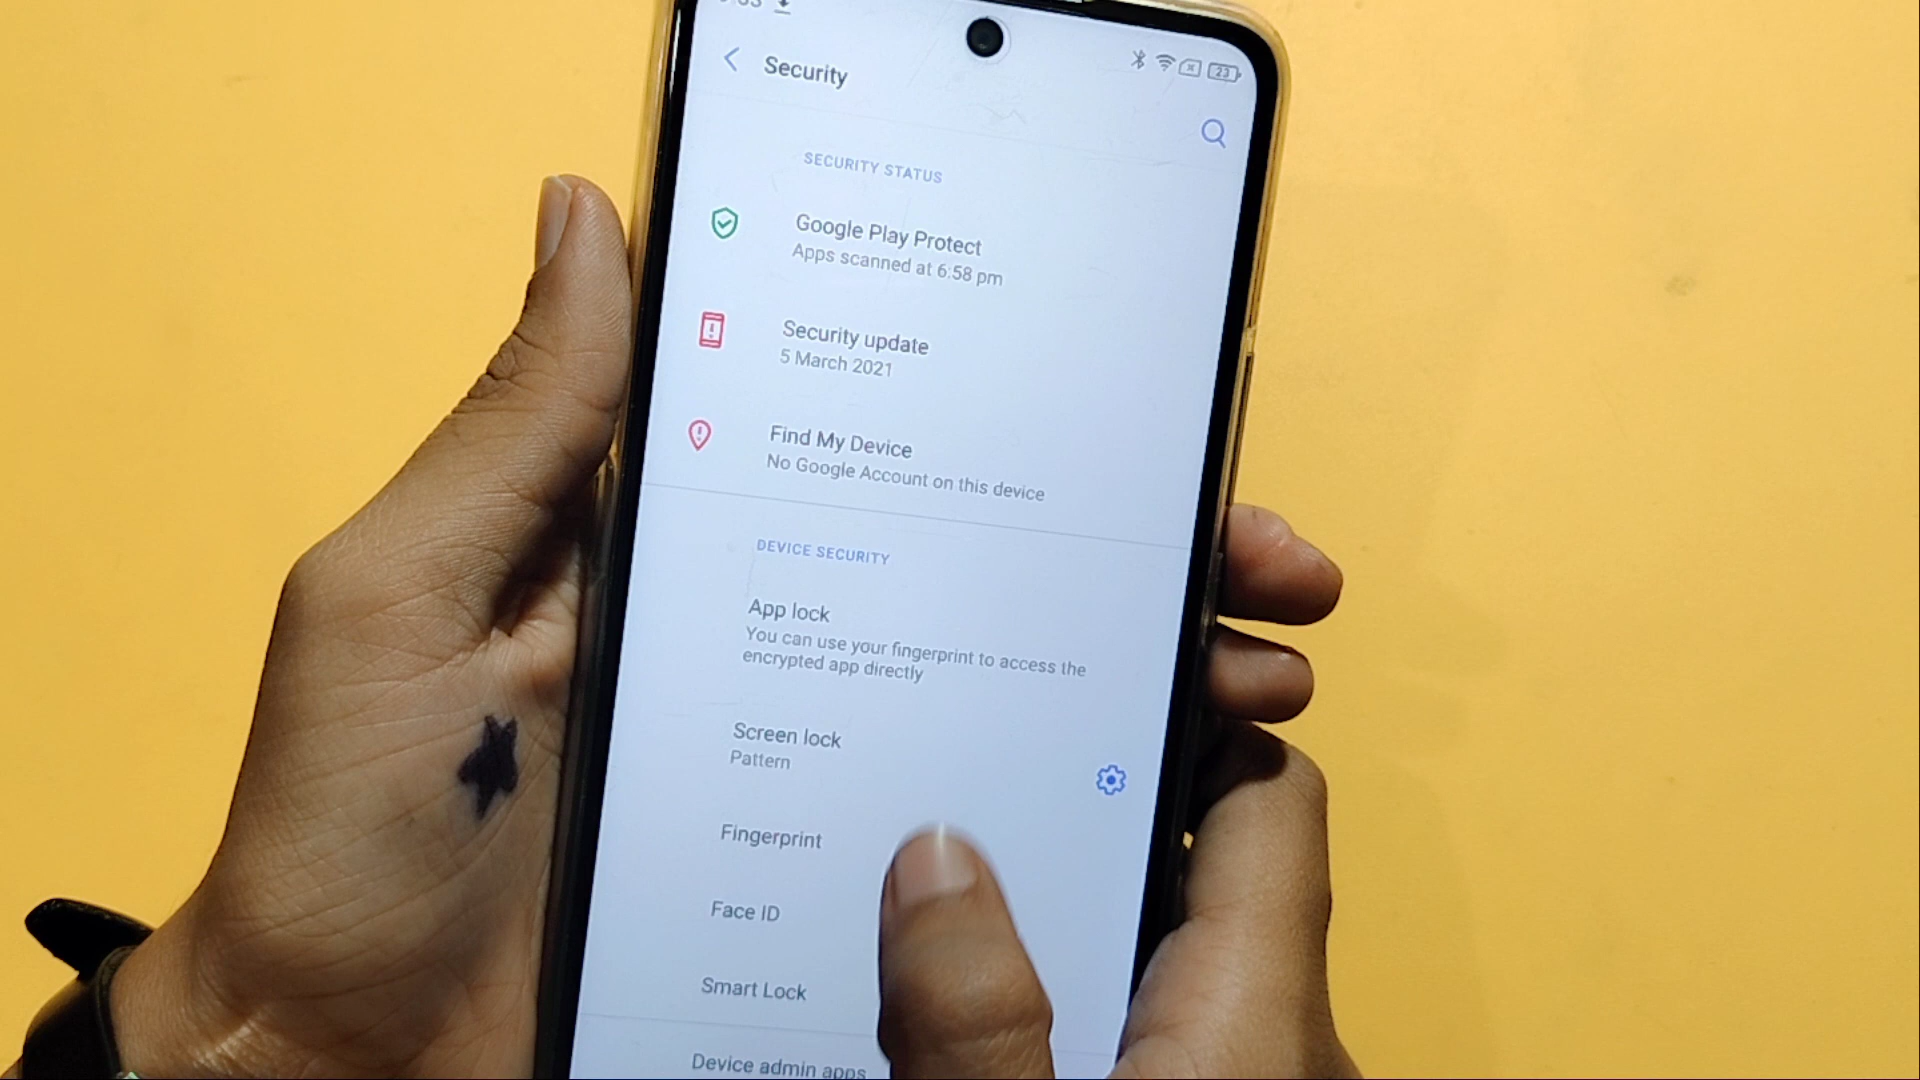 Security
23
SECURITY STATUS
Google Play Protect
Apps scanned at 6:58 pm
Security update
5 March 2021
Find My Device
No Google Account on this device
DEVICE SECURITY
App lock
You can use your fingerprint to access the
encrypted app directly
Screen lock
Pattern
Fingerprint
Face ID
Smart Lock
Device admin apps